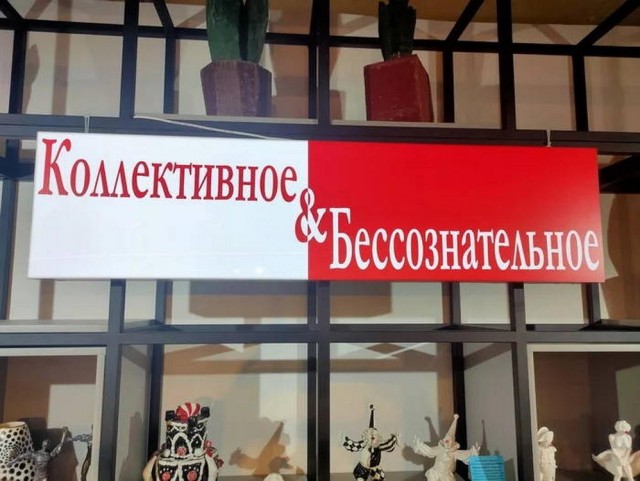 Коллективное
&
Бессознательное